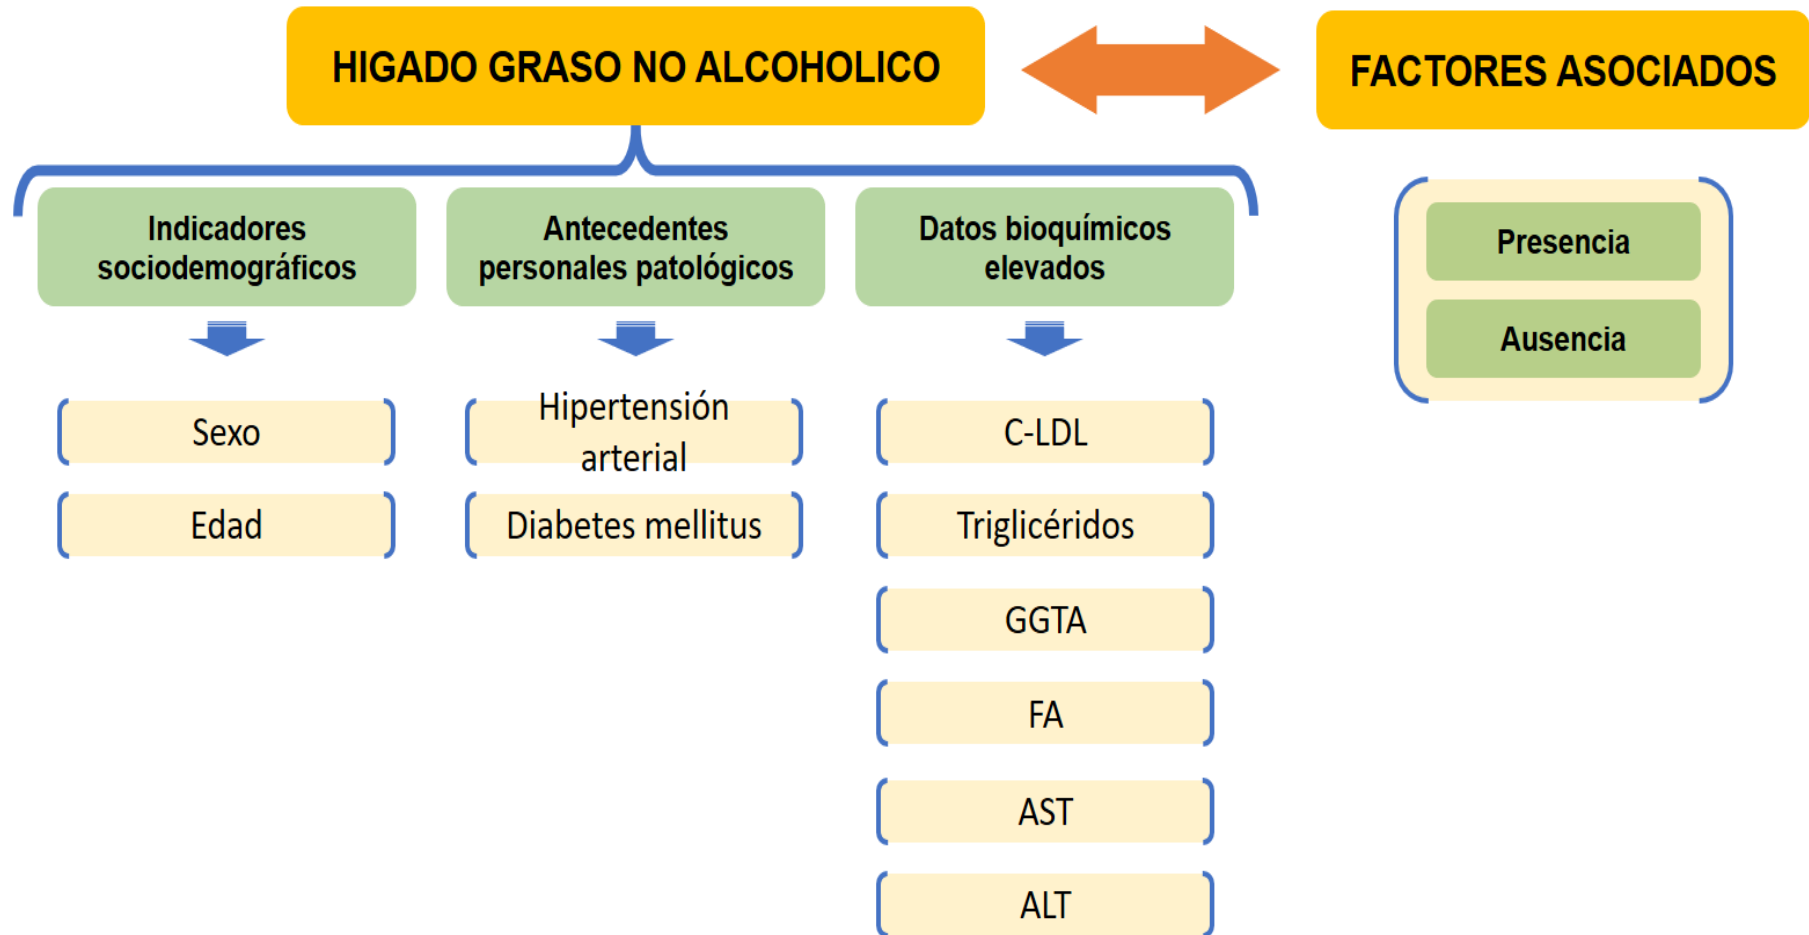 HIGADO GRASO NO ALCOHOLICO
FACTORES ASOCIADOS
Indicadores
sociodemográficos
Antecedentes
personales patológicos
Datos bioquímicos
elevados
Presencia
Ausencia
Sexo
Edad
Hipertensión
arterial
Diabetes mellitus
C-LDL
Triglicéridos
GGTA
FA
AST
ALT